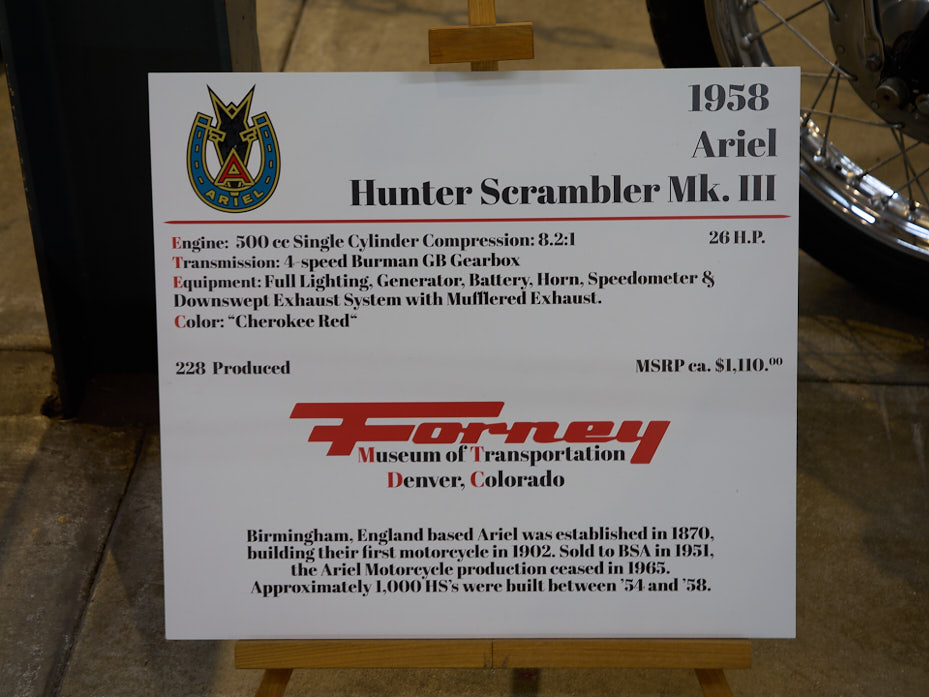 1958
Ariel
ARIEL
Hunter Scrambler Mk. III
Engine: 500 cc Single Cylinder Compression: 8.2:1 26 H.P.
Transmission: 4-speed Burman GB Gearbox
Equipment: Full Lighting, Generator, Battery, Horn, Speedometer &
Downswept Exhaust System with Mufflered Exhaust.
Color: “Cherokee Red“
228 Produced MSRP ca. $1,110.⁰⁰
Forney
Museum of Transportation
Denver, Colorado
Birmingham, England based Ariel was established in 1870,
building their first motorcycle in 1902. Sold to BSA in 1951,
the Ariel Motorcycle production ceased in 1965.
Approximately 1,000 HS’s were built between ’54 and ’58.